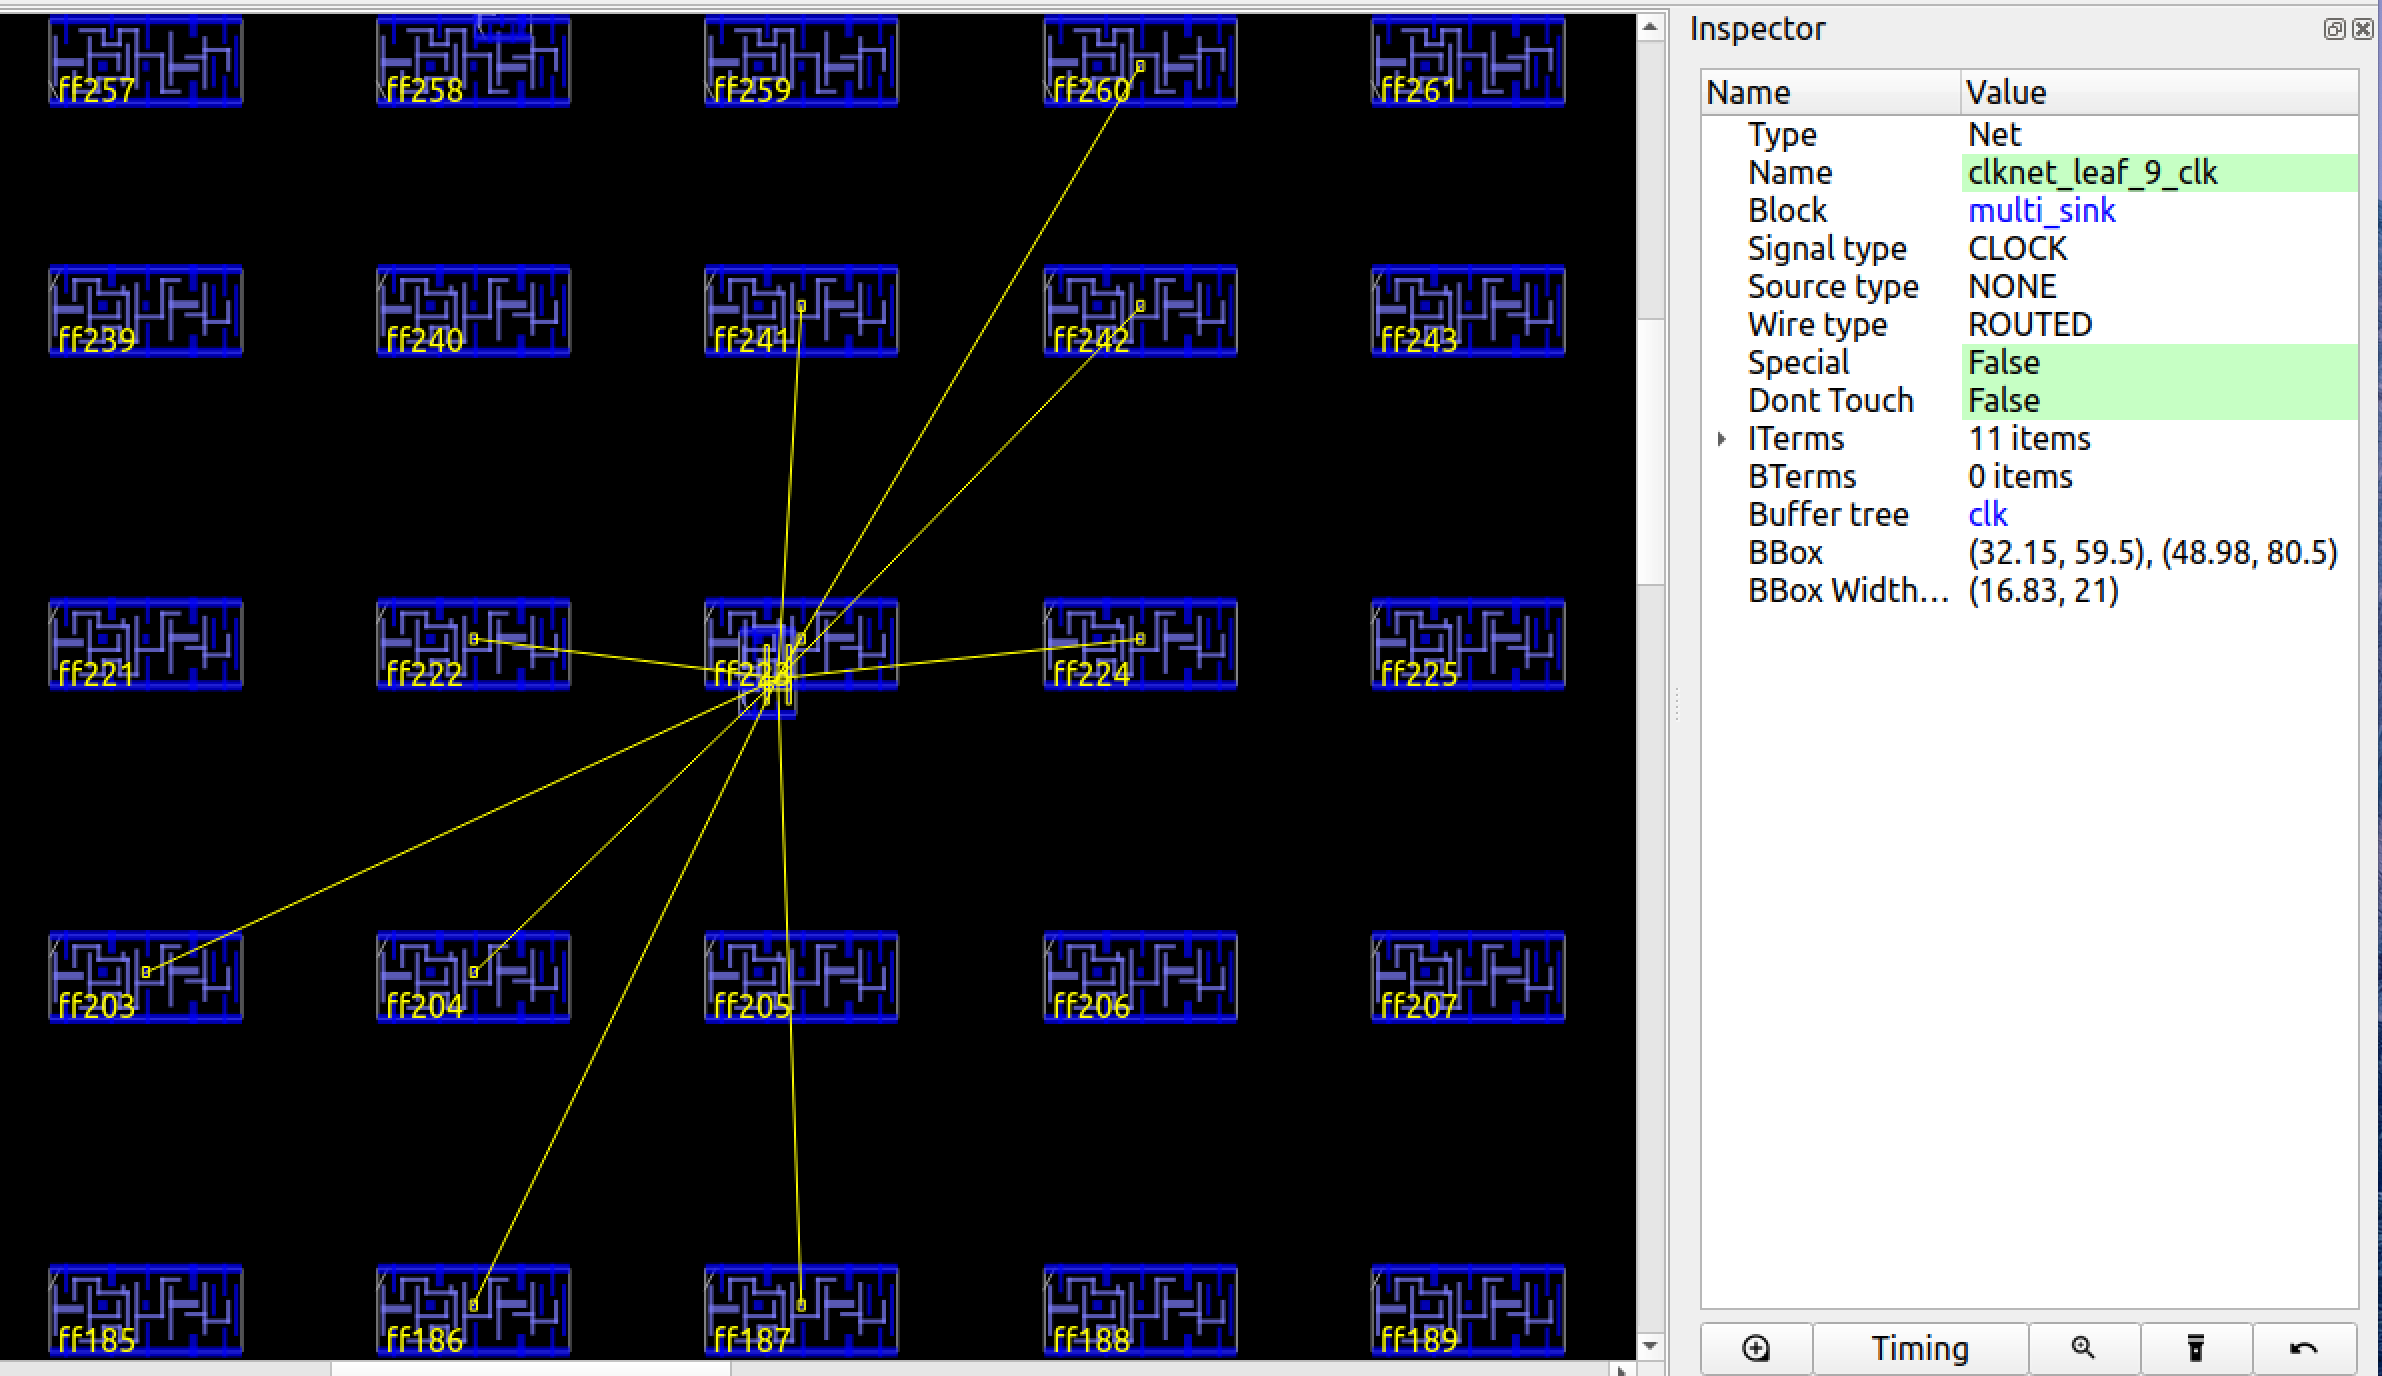 ff257 ff258 ff259 ff260 ff261
ff239 ff240 ff241 ff242 ff243
ff221 ff222 ff223 ff224 ff225
ff203 ff204 ff205 ff206 ff207
ff185 ff186 ff187 ff188 ff189
Inspector
Name Value
Type Net
Name clknet_leaf_9_clk
Block multi_sink
Signal type CLOCK
Source type NONE
Wire type ROUTED
Special False
Dont Touch False
ITerms 11 items
BTerms 0 items
Buffer tree clk
BBox (32.15, 59.5), (48.98, 80.5)
BBox Width... (16.83, 21)
Timing